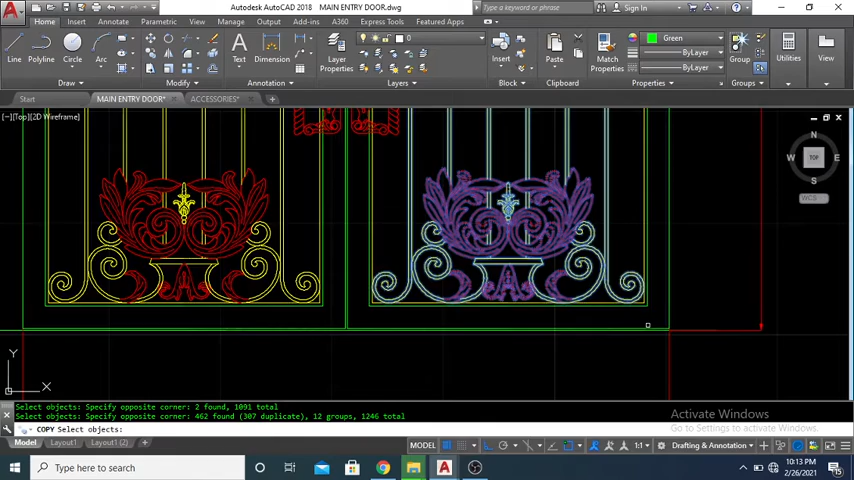 Autodesk AutoCAD 2018 MAIN ENTRY DOOR.dwg
Type a keyword or phrase
Sign In
Home Insert Annotate Parametric View Manage Output Add-ins A360 Express Tools Featured Apps
Line Polyline Circle Arc
Text Dimension
Layer Properties
0
Insert
Paste
Match Properties
Green
ByLayer
ByLayer
Group
Utilities
View
Draw Modify Annotation Layers Block Clipboard Properties Groups
Start MAIN ENTRY DOOR* ACCESSORIES*
[−][Top][2D Wireframe]
N
W TOP E
S
WCS
Y
X
Select objects: Specify opposite corner: 2 found, 1091 total
Select objects: Specify opposite corner: 462 found (307 duplicate), 12 groups, 1246 total
COPY Select objects:
Activate Windows
Go to Settings to activate Windows.
Model Layout1 Layout1 (2)
MODEL 1:1 Drafting & Annotation
Type here to search
10:13 PM
2/26/2021
15